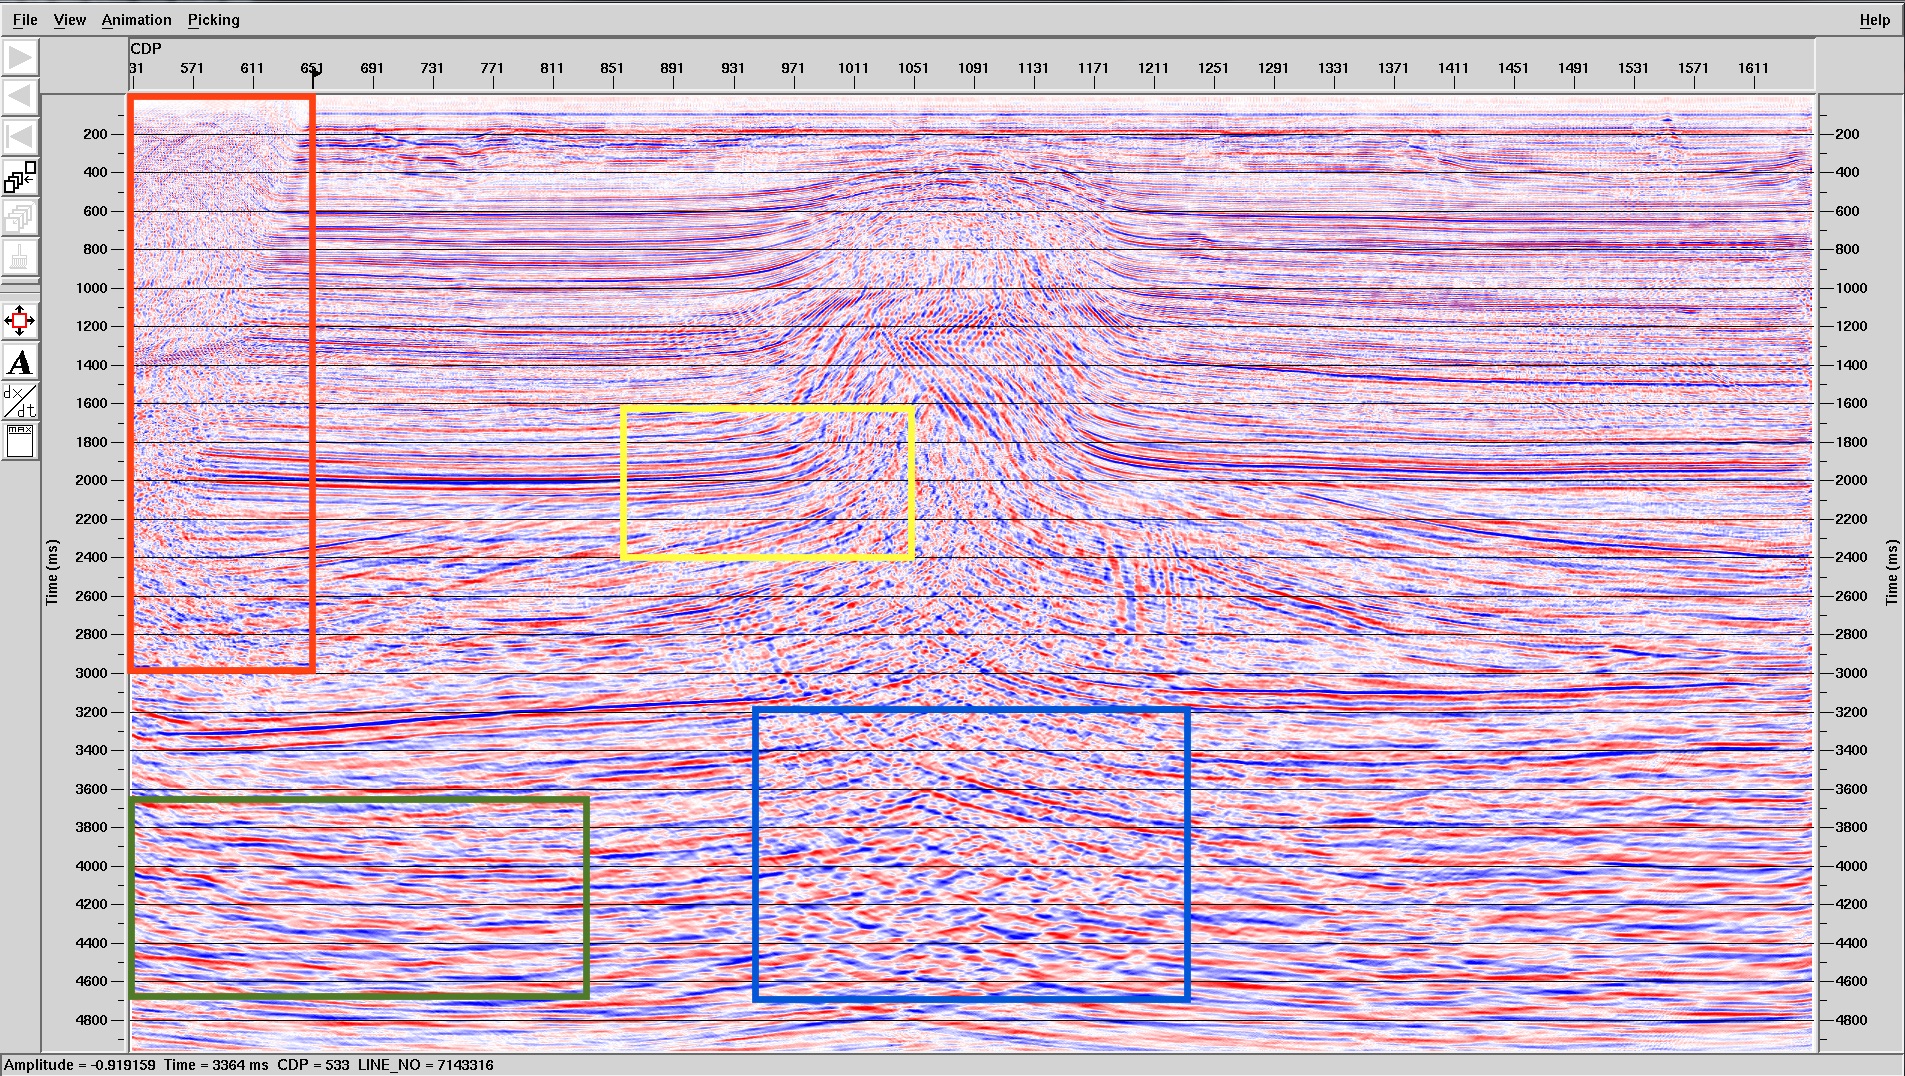 File View Animation Picking Help
CDP
31 571 611 651 691 731 771 811 851 891 931 971 1011 1051 1091 1131 1171 1211 1251 1291 1331 1371 1411 1451 1491 1531 1571 1611
200 200
400 400
600 600
800 800
1000 1000
1200 1200
1400 1400
1600 1600
1800 1800
2000 2000
2200 2200
2400 2400
2600 2600
2800 2800
3000 3000
3200 3200
3400 3400
3600 3600
3800 3800
4000 4000
4200 4200
4400 4400
4600 4600
4800 4800
Time (ms)
Time (ms)
A
dx/dt
max
Amplitude = -0.919159 Time = 3364 ms CDP = 533 LINE_NO = 7143316